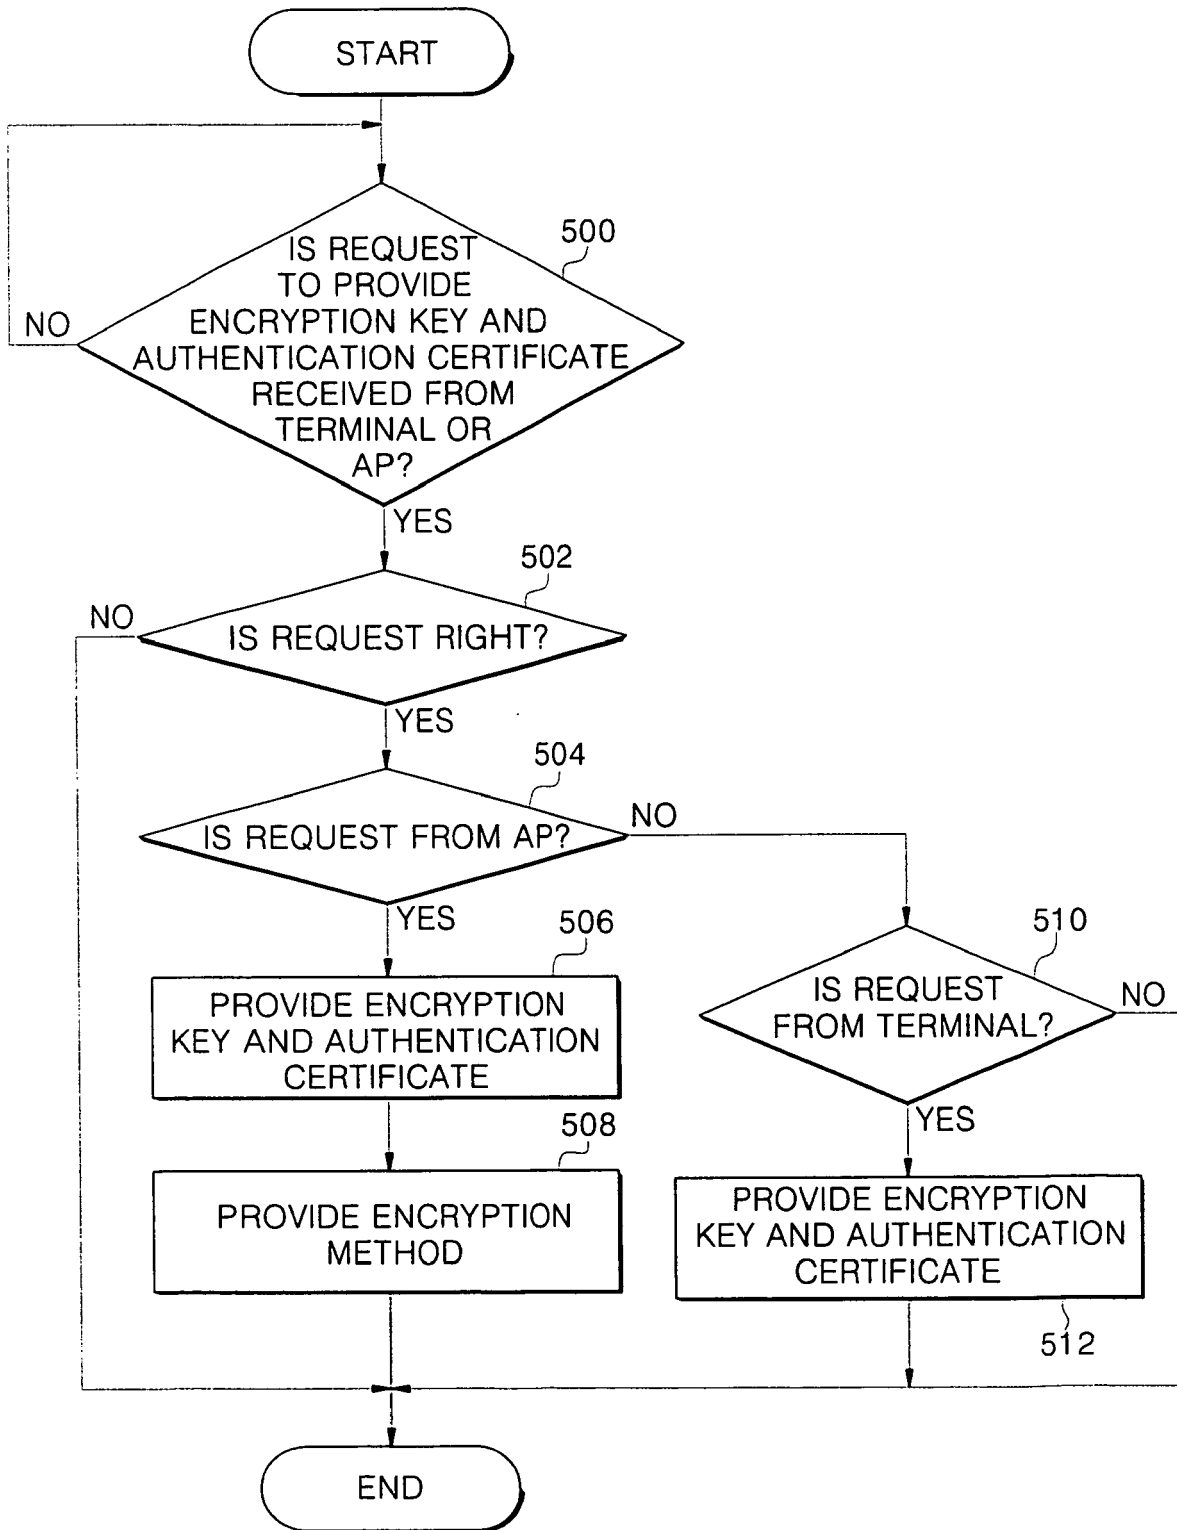 START
500
IS REQUEST
TO PROVIDE
ENCRYPTION KEY AND
AUTHENTICATION CERTIFICATE
RECEIVED FROM
TERMINAL OR
AP?
NO
YES
502
NO
IS REQUEST RIGHT?
YES
504
IS REQUEST FROM AP?
NO
YES
506
PROVIDE ENCRYPTION
KEY AND AUTHENTICATION
CERTIFICATE
508
PROVIDE ENCRYPTION
METHOD
510
IS REQUEST
FROM TERMINAL?
NO
YES
PROVIDE ENCRYPTION
KEY AND AUTHENTICATION
CERTIFICATE
512
END